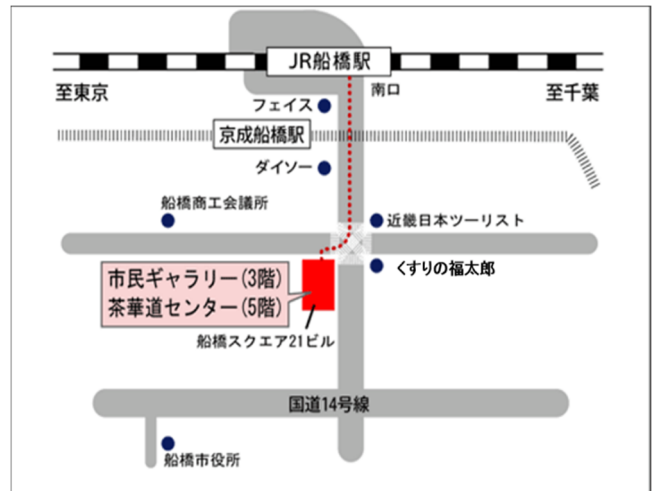 JR船橋駅
至東京
南口
至千葉
フェイス
京成船橋駅
ダイソー
船橋商工会議所
近畿日本ツーリスト
くすりの福太郎
市民ギャラリー(3階)
茶華道センター(5階)
船橋スクエア21ビル
国道14号線
船橋市役所